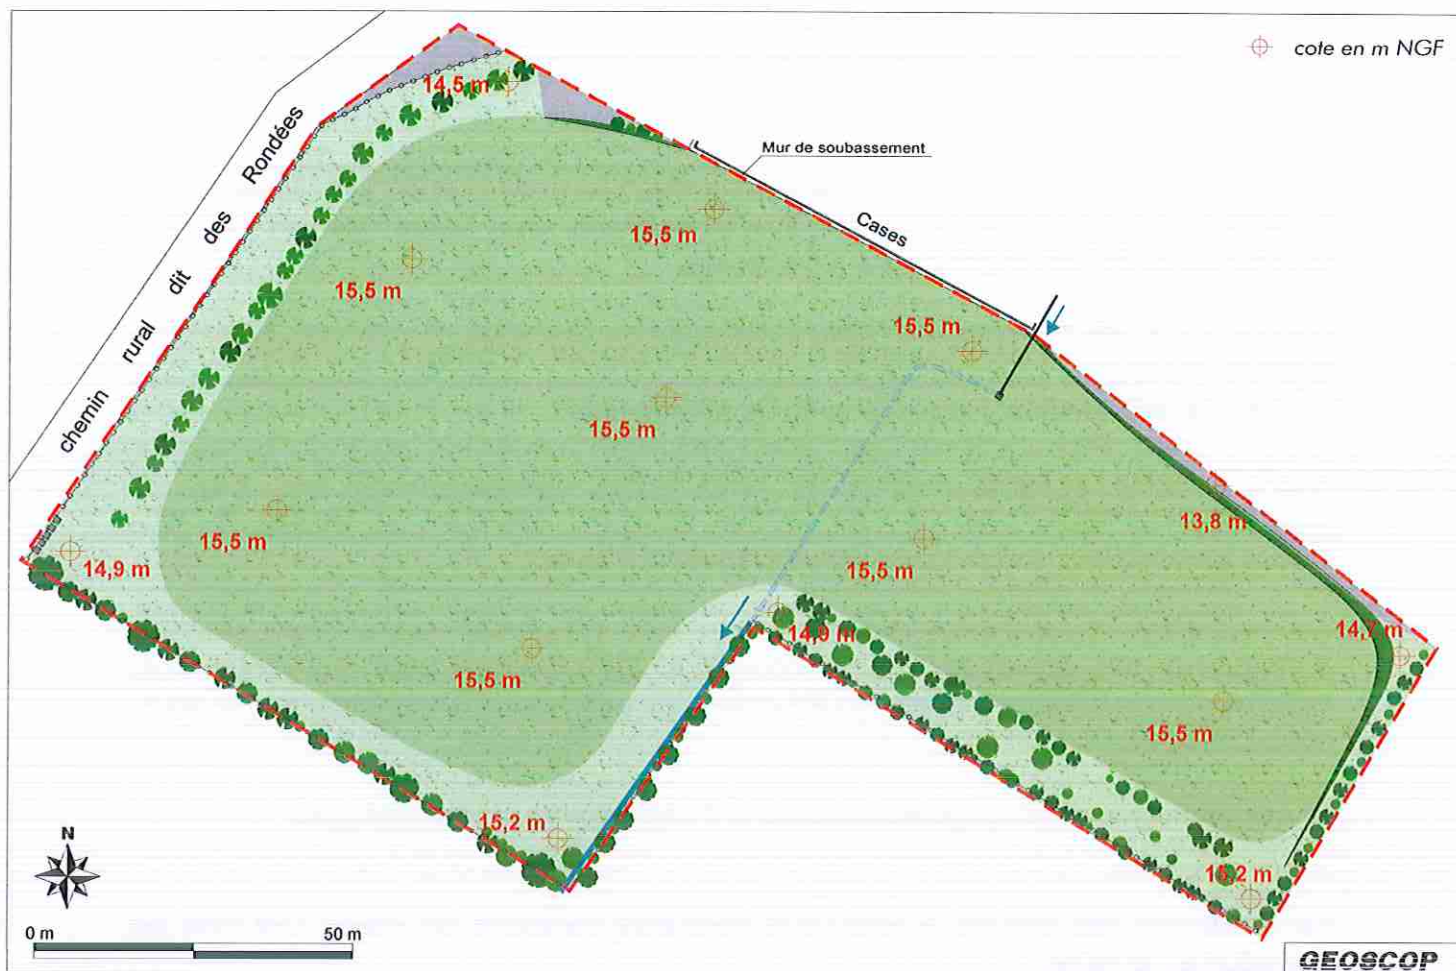 cote en m NGF
14,5 m
chemin rural dit des Rondées
Mur de soubassement
Cases
15,5 m
15,5 m
15,5 m
15,5 m
13,8 m
15,5 m
15,5 m
14,9 m
14,9 m
14,7 m
15,5 m
15,5 m
15,2 m
15,2 m
N
0 m 50 m
GEOSCOP